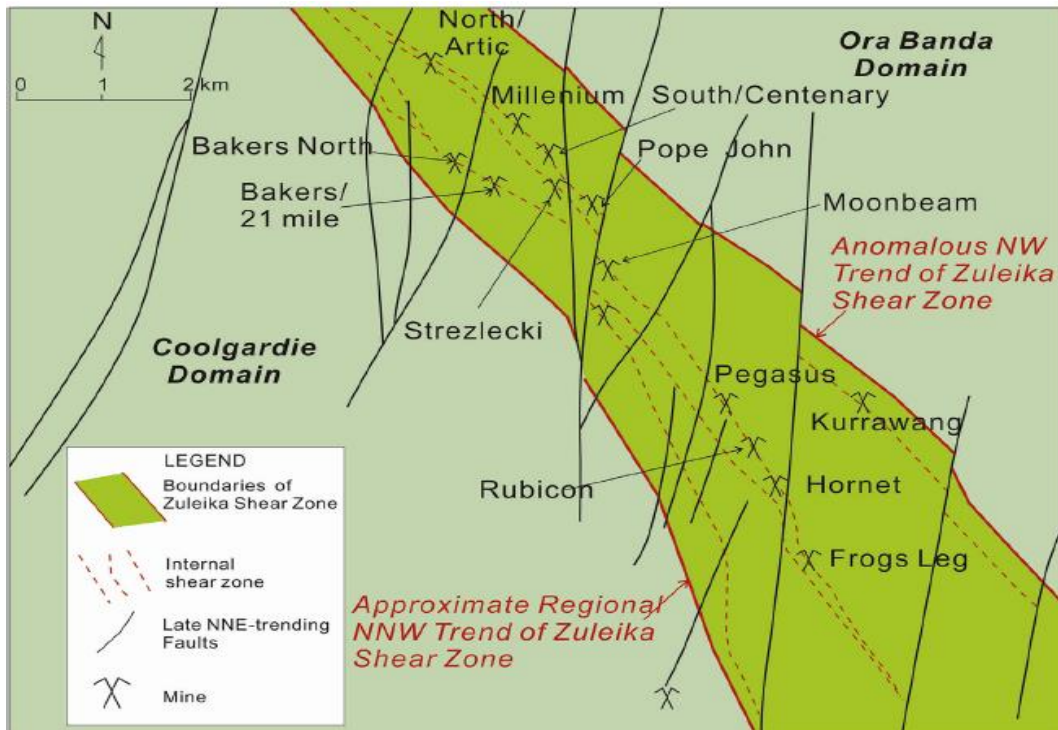 N
0 1 2 km
North/
Artic
Ora Banda
Domain
Millenium
South/Centenary
Bakers North
Pope John
Bakers/
21 mile
Moonbeam
Anomalous NW
Trend of Zuleika
Shear Zone
Strezlecki
Coolgardie
Domain
Pegasus
Kurrawang
Rubicon
Hornet
Frogs Leg
Approximate Regional
NNW Trend of Zuleika
Shear Zone
LEGEND
Boundaries of
Zuleika Shear Zone
Internal
shear zone
Late NNE-trending
Faults
Mine